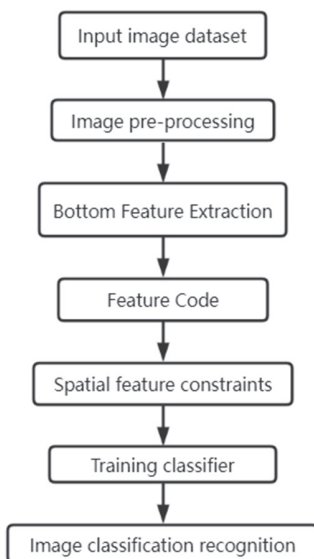 Input image dataset
Image pre-processing
Bottom Feature Extraction
Feature Code
Spatial feature constraints
Training classifier
Image classification recognition